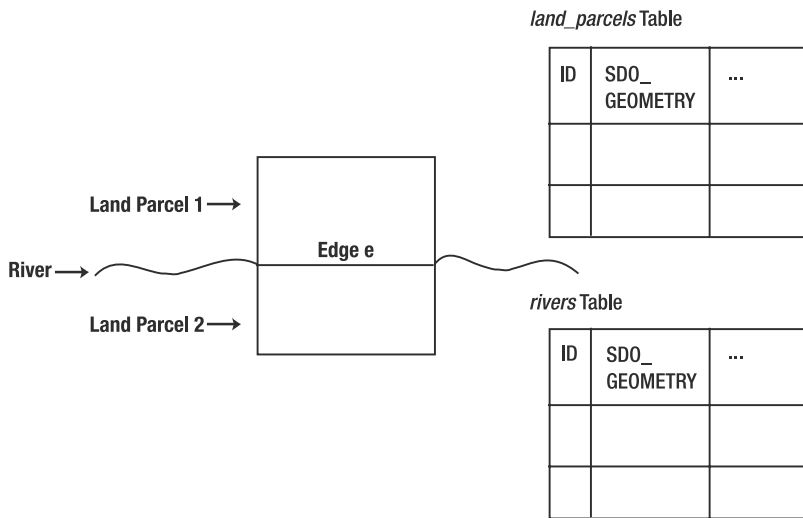 land_parcels Table
ID
SDO_
GEOMETRY
...
Land Parcel 1
Edge e
River
Land Parcel 2
rivers Table
ID
SDO_
GEOMETRY
...